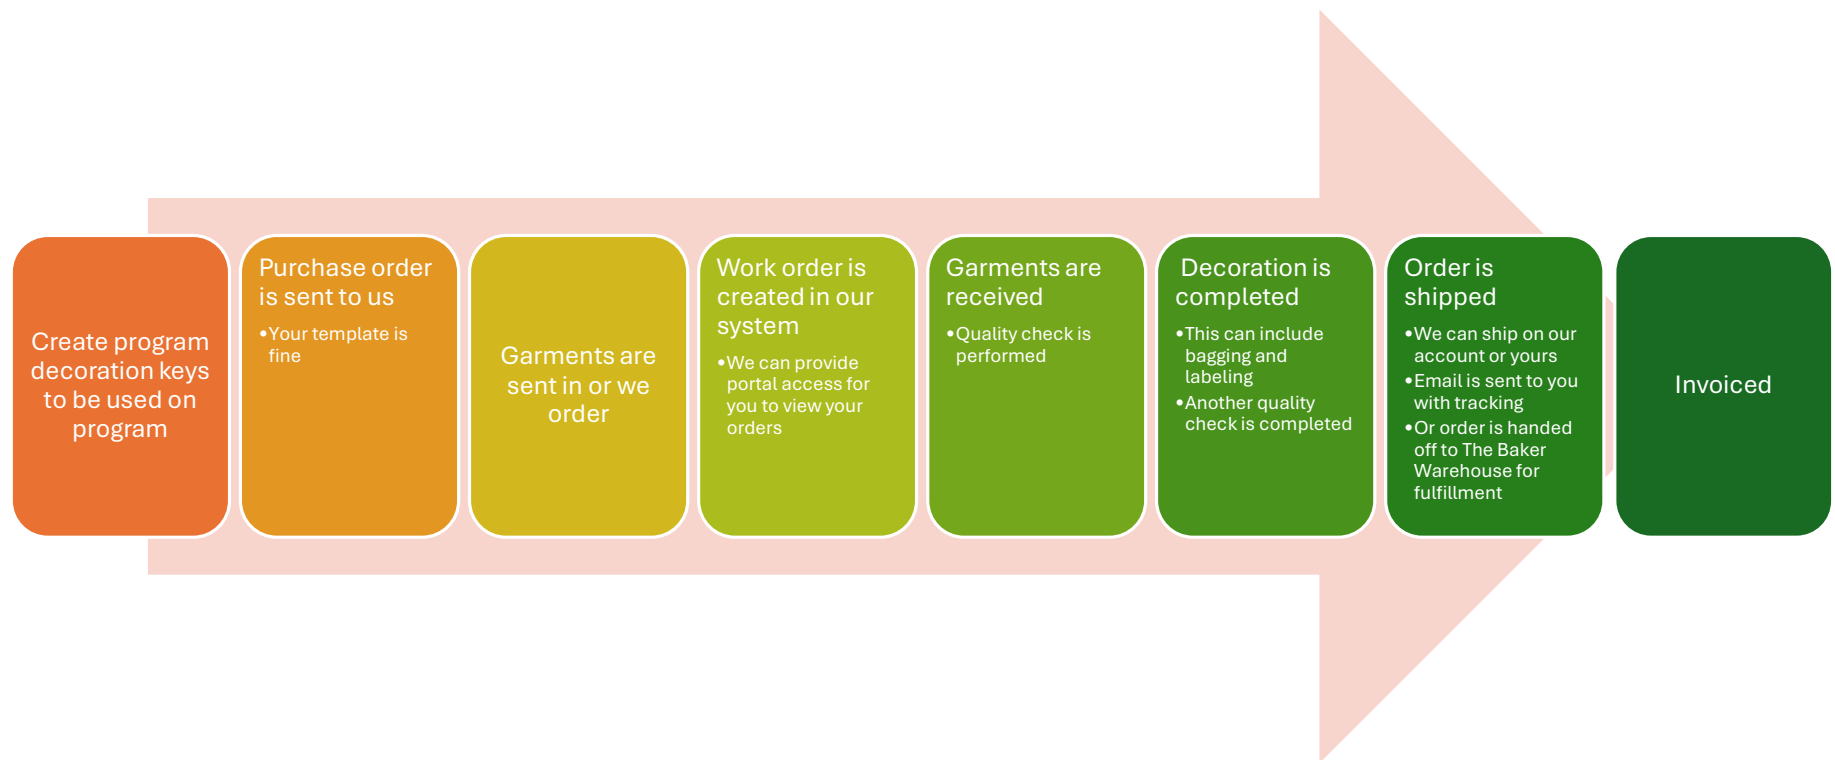 Create program
decoration keys
to be used on
program
Purchase order
is sent to us
•Your template is
fine
Garments are
sent in or we
order
Work order is
created in our
system
•We can provide
portal access for
you to view your
orders
Garments are
received
•Quality check is
performed
Decoration is
completed
•This can include
bagging and
labeling
•Another quality
check is completed
Order is
shipped
•We can ship on our
account or yours
•Email is sent to you
with tracking
•Or order is handed
off to The Baker
Warehouse for
fulfillment
Invoiced